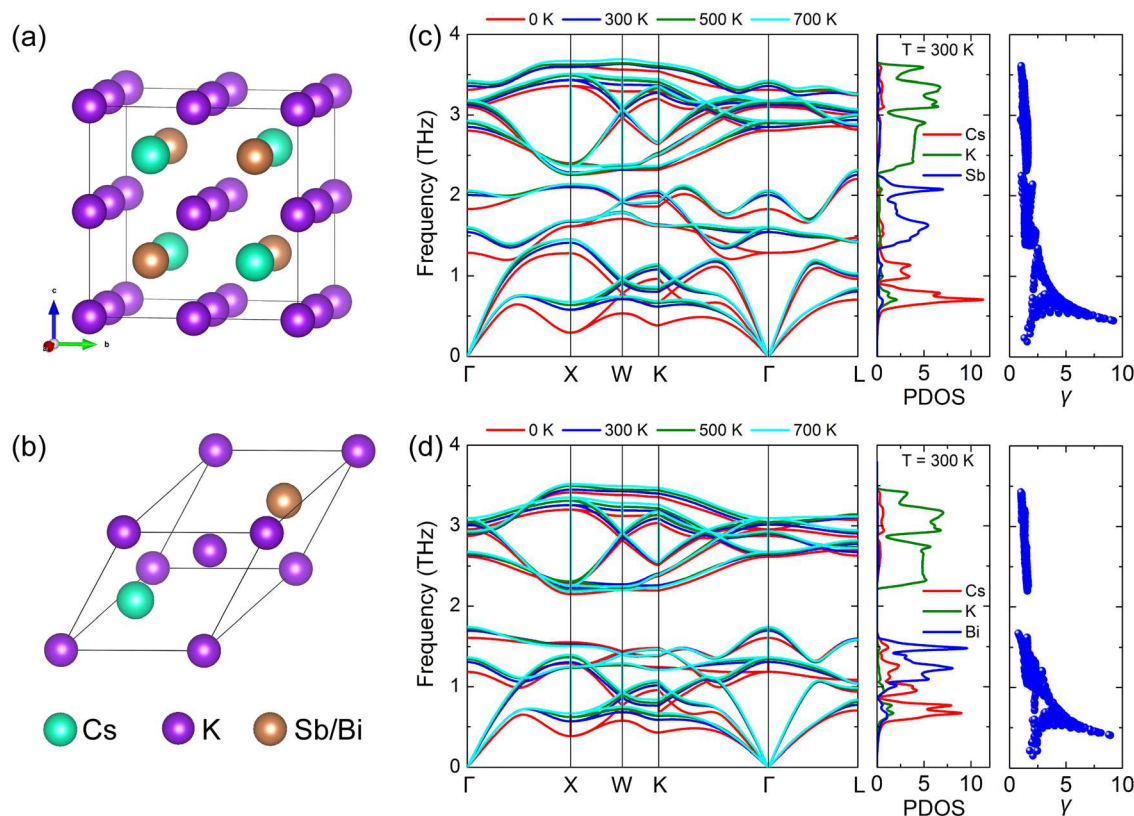 (a)
c
b
a
(b)
Cs
K
Sb/Bi
(c)
0 K 300 K 500 K 700 K
Frequency (THz)
4
3
2
1
0
Γ X W K Γ L
T = 300 K
Cs
K
Sb
0 5 10
PDOS
0 5 10
γ
(d)
0 K 300 K 500 K 700 K
Frequency (THz)
4
3
2
1
0
Γ X W K Γ L
T = 300 K
Cs
K
Bi
0 5 10
PDOS
0 5 10
γ